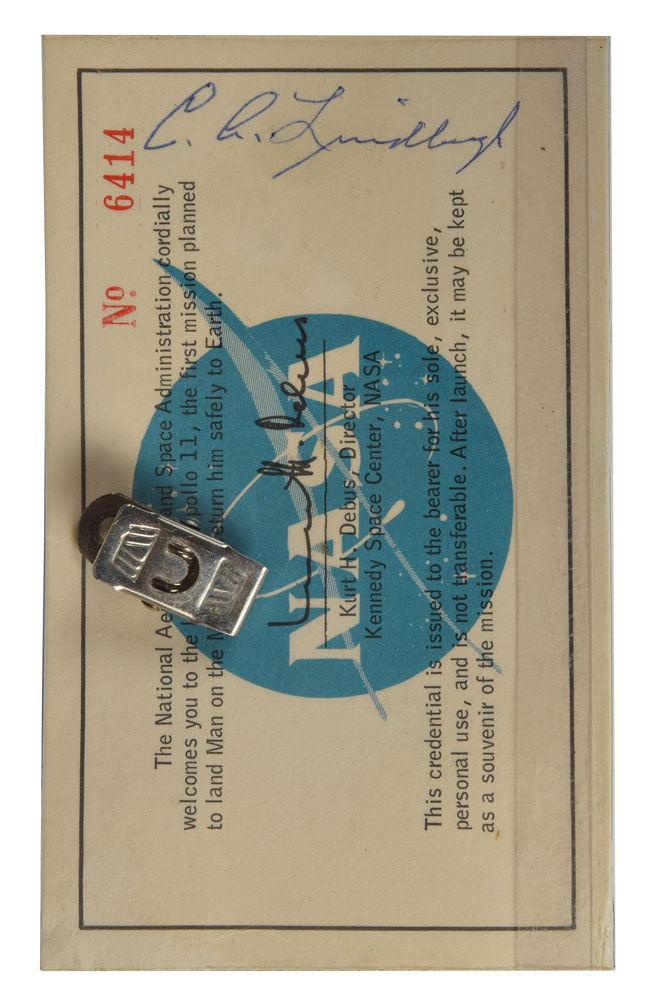 C. A. Lindbergh
Nº 6414
The National and Space Administration cordially
welcomes you to the 11, the first mission planned
to land Man on the him safely to Earth.
NASA
Kurt H. Debus
Kurt H. Debus, Director
Kennedy Space Center, NASA
This credential is issued to the bearer for his sole, exclusive,
personal use, and is not transferable. After launch, it may be kept
as a souvenir of the mission.